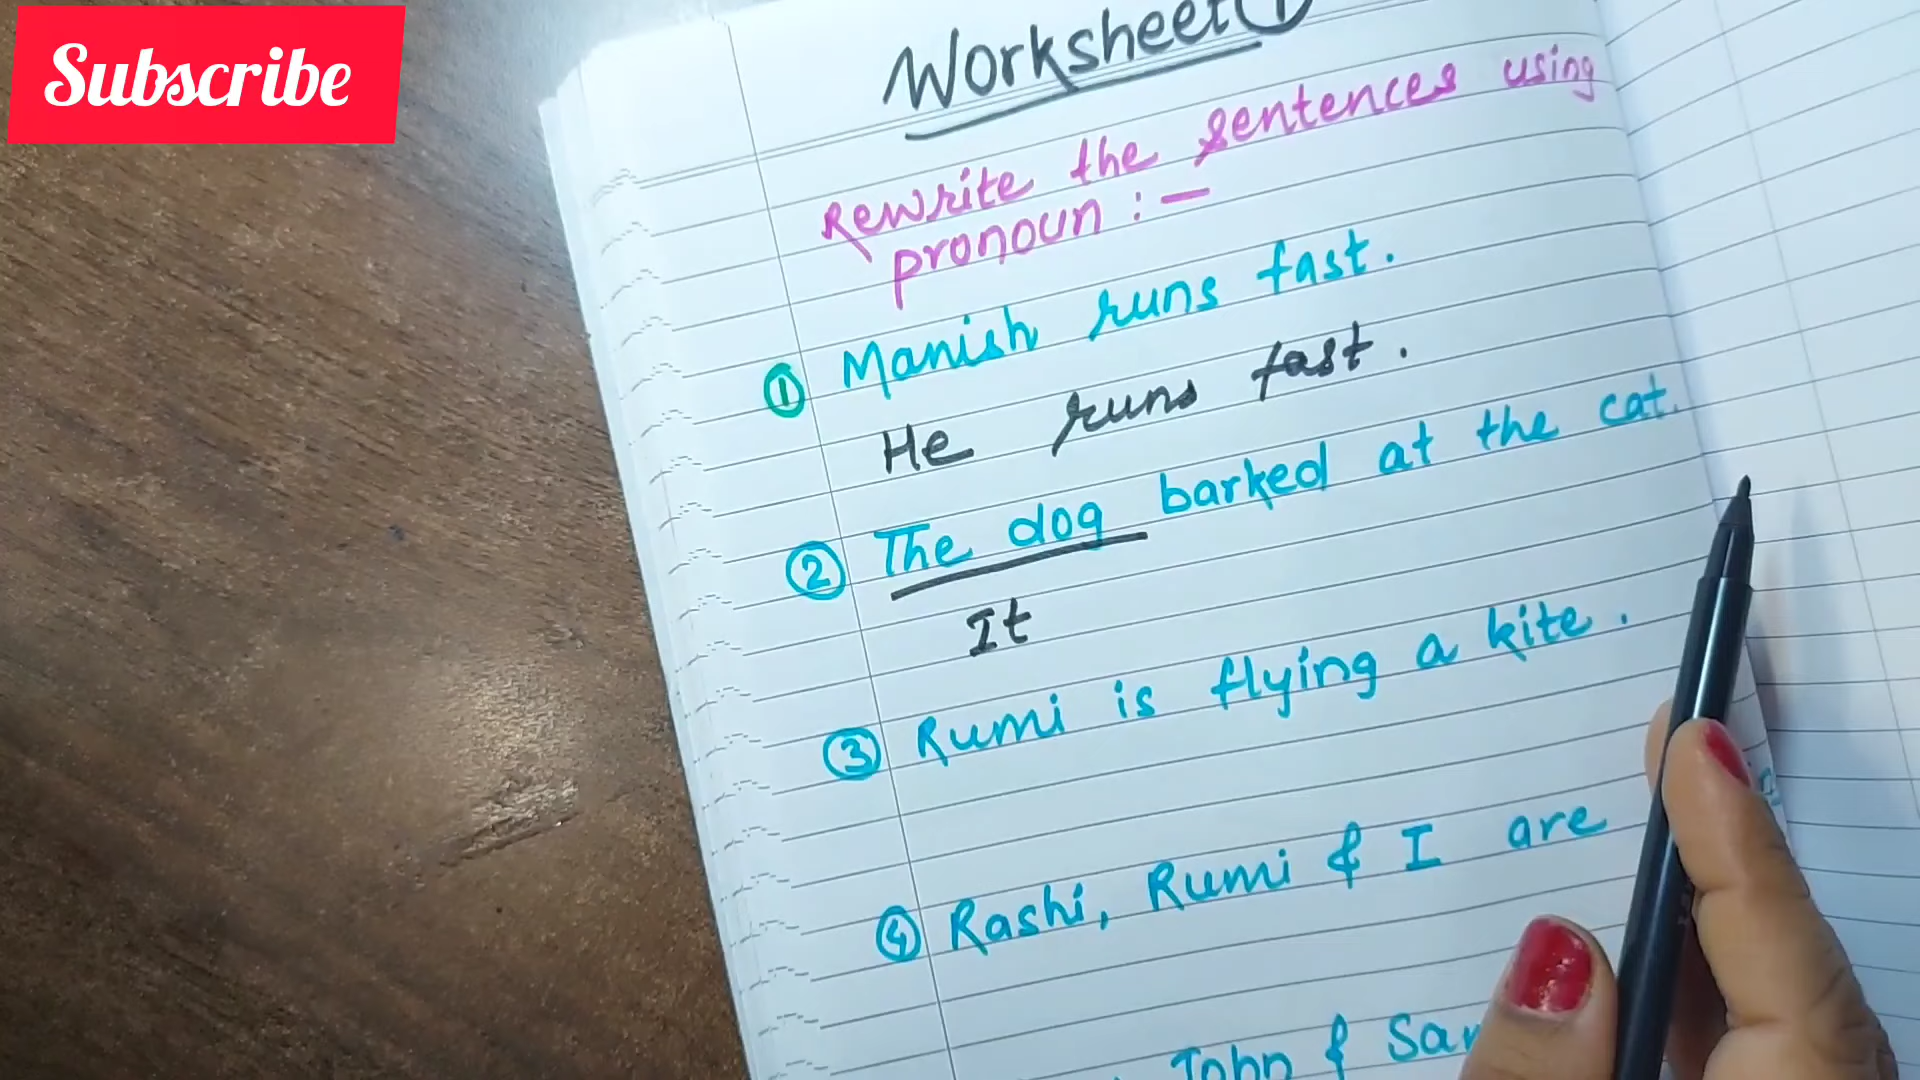 Subscribe
Worksheet 1
Rewrite the sentences using
pronoun :-
1 Manish runs fast.
He runs fast.
2 The dog barked at the cat.
It
3 Rumi is flying a kite.
4 Rashi, Rumi & I are
John &